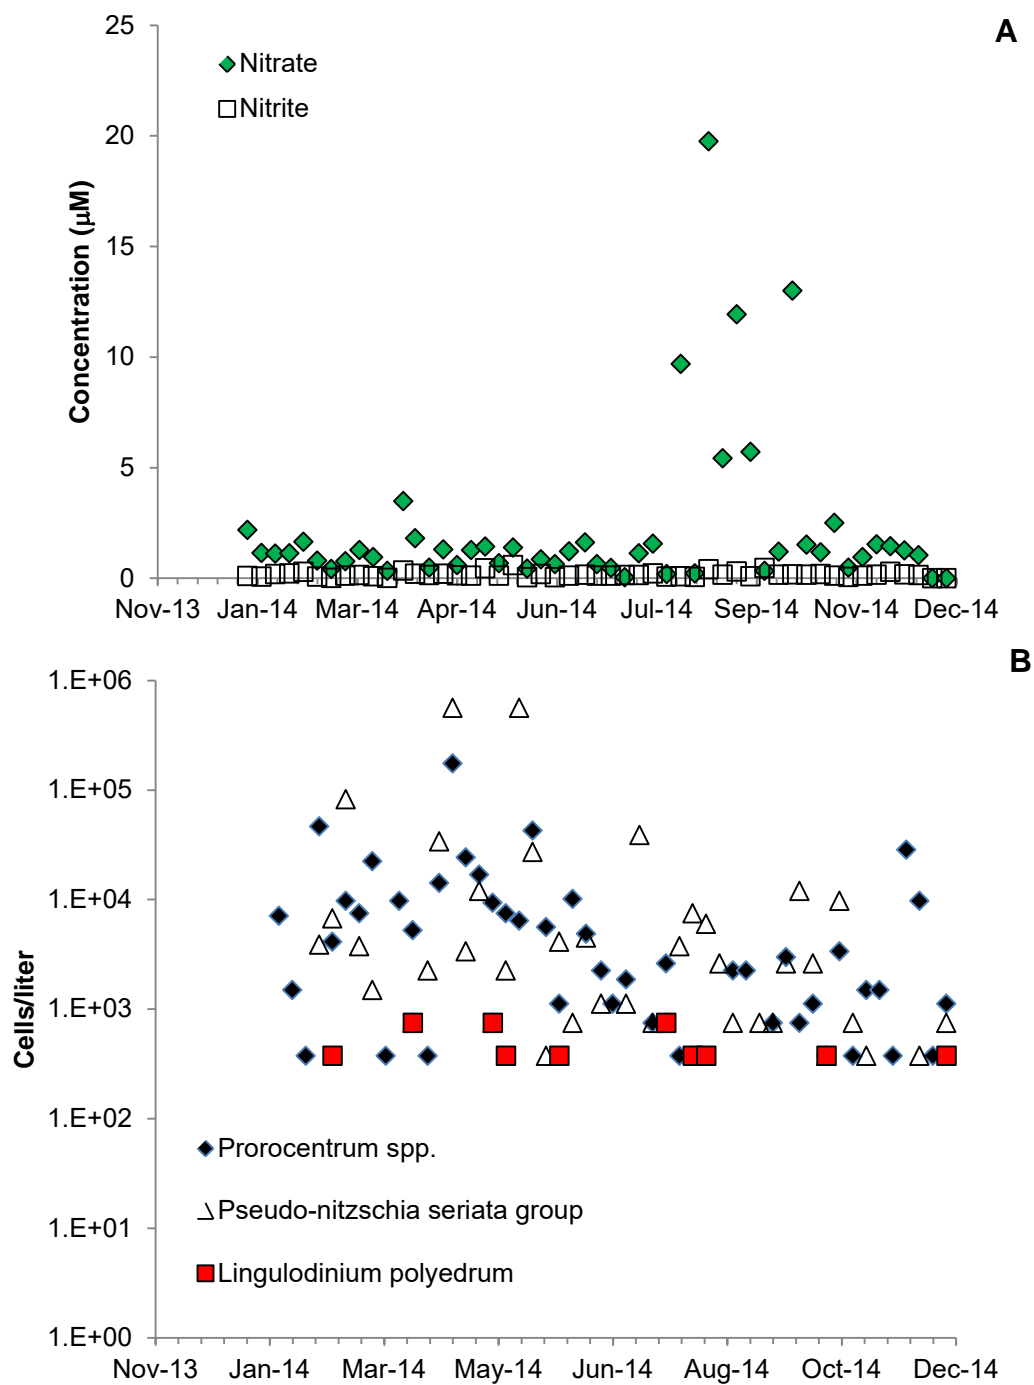 A
25
20
15
10
5
0
Concentration (μM)
Nitrate
Nitrite
Nov-13 Jan-14 Mar-14 Apr-14 Jun-14 Jul-14 Sep-14 Nov-14 Dec-14
B
1.E+06
1.E+05
1.E+04
1.E+03
1.E+02
1.E+01
1.E+00
Cells/liter
Prorocentrum spp.
Pseudo-nitzschia seriata group
Lingulodinium polyedrum
Nov-13 Jan-14 Mar-14 May-14 Jun-14 Aug-14 Oct-14 Dec-14